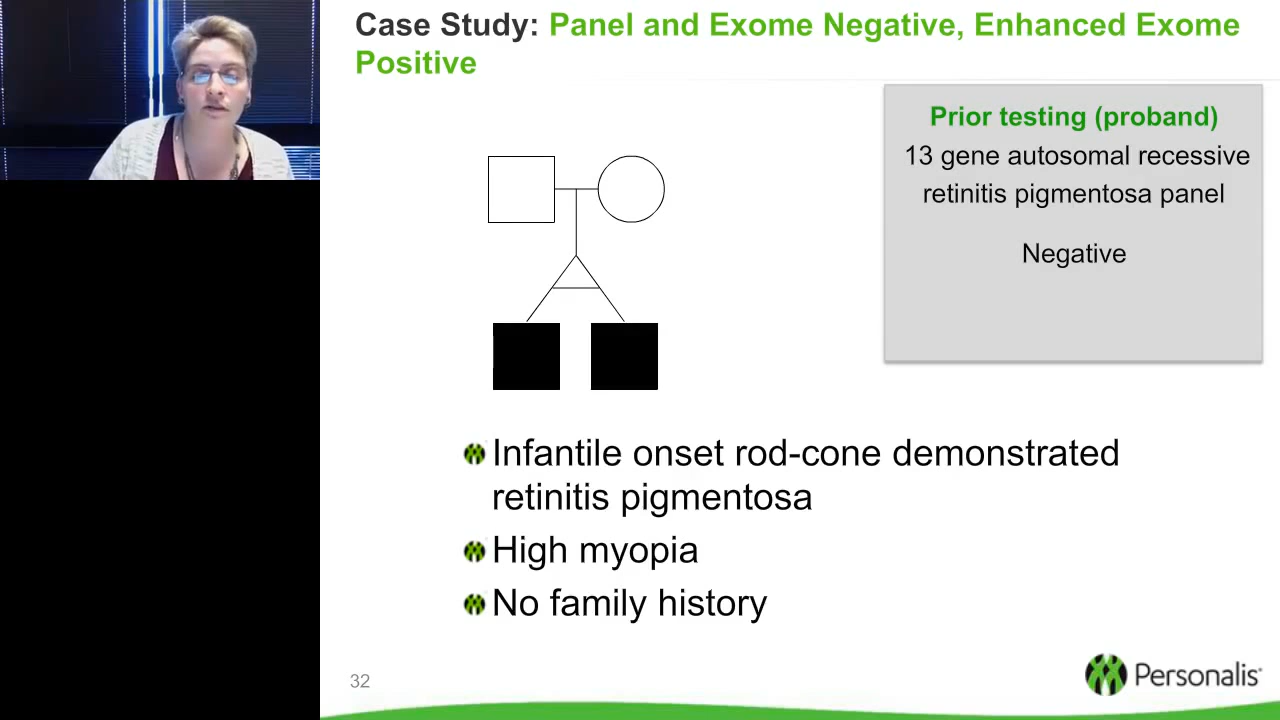 Case Study: Panel and Exome Negative, Enhanced Exome
Positive
Prior testing (proband)
13 gene autosomal recessive
retinitis pigmentosa panel
Negative
Infantile onset rod-cone demonstrated
retinitis pigmentosa
High myopia
No family history
32
Personalis